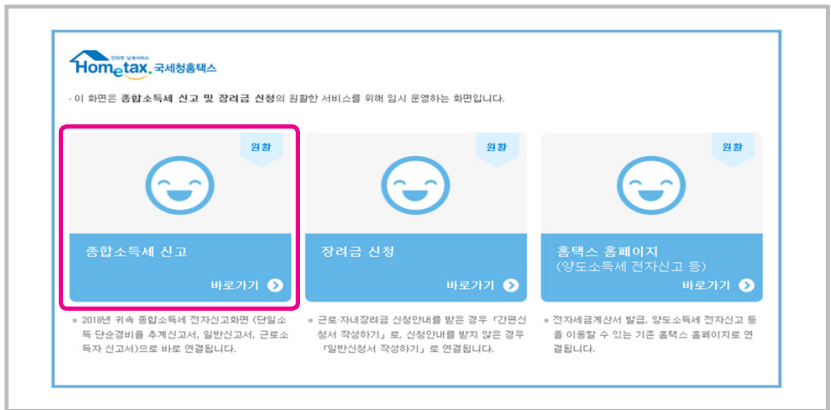 인터넷 납세서비스
Hometax. 국세청홈택스
· 이 화면은 종합소득세 신고 및 장려금 신청의 원활한 서비스를 위해 임시 운영하는 화면입니다.
원활
종합소득세 신고
바로가기
원활
장려금 신청
바로가기
원활
홈택스 홈페이지
(양도소득세 전자신고 등)
바로가기
2018년 귀속 종합소득세 전자신고화면 (단일소
득 단순경비율 추계신고서, 일반신고서, 근로소
득자 신고서)으로 바로 연결됩니다.
근로·자녀장려금 신청안내를 받은 경우 「간편신
청서 작성하기」로, 신청안내를 받지 않은 경우
「일반신청서 작성하기」로 연결됩니다.
전자세금계산서 발급, 양도소득세 전자신고 등
을 이용할 수 있는 기존 홈택스 홈페이지로 연
결됩니다.